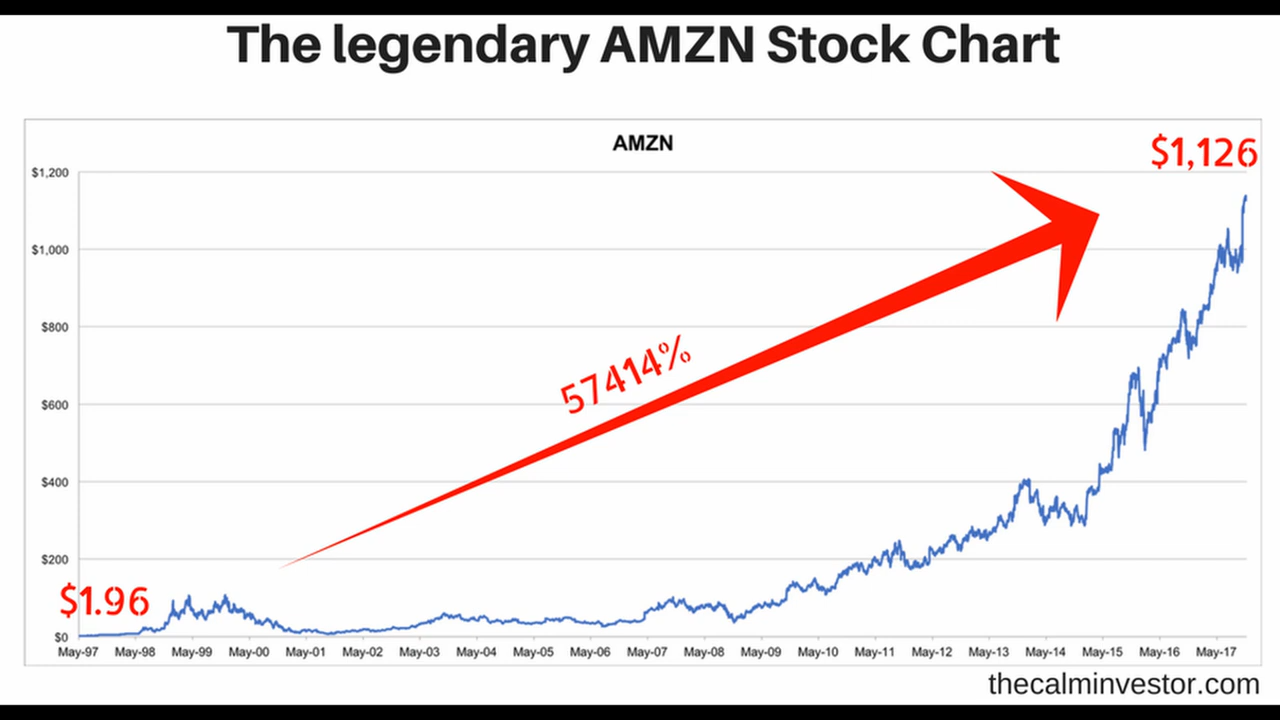 The legendary AMZN Stock Chart
AMZN
$1,126
$1,200
$1,000
$800
57414%
$600
$400
$200
$1.96
$0
May-97 May-98 May-99 May-00 May-01 May-02 May-03 May-04 May-05 May-06 May-07 May-08 May-09 May-10 May-11 May-12 May-13 May-14 May-15 May-16 May-17
thecalminvestor.com